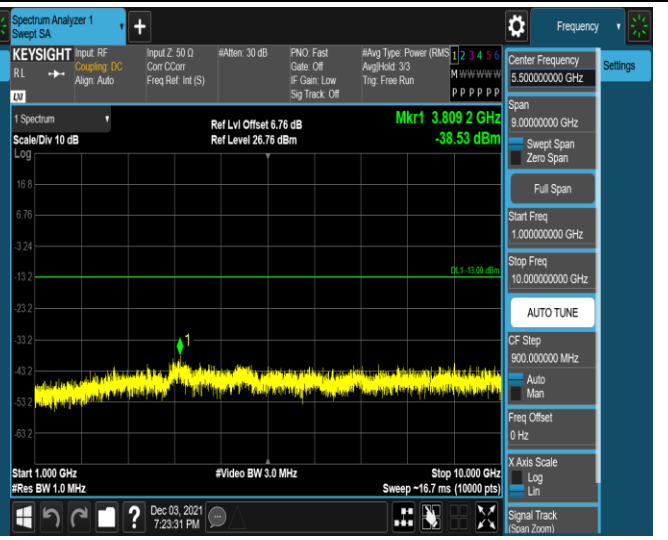 Spectrum Analyzer 1
Swept SA
+
Frequency
KEYSIGHT
RL
LXI
Input: RF
Coupling: DC
Align: Auto
Input Z: 50 Ω
Corr CCorr
Freq Ref: Int (S)
#Atten: 30 dB
PNO: Fast
Gate: Off
IF Gain: Low
Sig Track: Off
#Avg Type: Power (RMS
Avg|Hold: 3/3
Trig: Free Run
1 2 3 4 5 6
M W W W W W
P P P P P P
1 Spectrum
Scale/Div 10 dB
Log
Ref Lvl Offset 6.76 dB
Ref Level 26.76 dBm
Mkr1 3.809 2 GHz
-38.53 dBm
16.8
6.76
-3.24
-13.2
-23.2
-33.2
-43.2
-53.2
-63.2
DL1 -13.00 dBm
1
Start 1.000 GHz
#Res BW 1.0 MHz
#Video BW 3.0 MHz
Stop 10.000 GHz
Sweep ~16.7 ms (10000 pts)
Center Frequency
5.500000000 GHz
Settings
Span
9.00000000 GHz
Swept Span
Zero Span
Full Span
Start Freq
1.000000000 GHz
Stop Freq
10.000000000 GHz
AUTO TUNE
CF Step
900.000000 MHz
Auto
Man
Freq Offset
0 Hz
X Axis Scale
Log
Lin
Signal Track
(Span Zoom)
?
Dec 03, 2021
7:23:31 PM